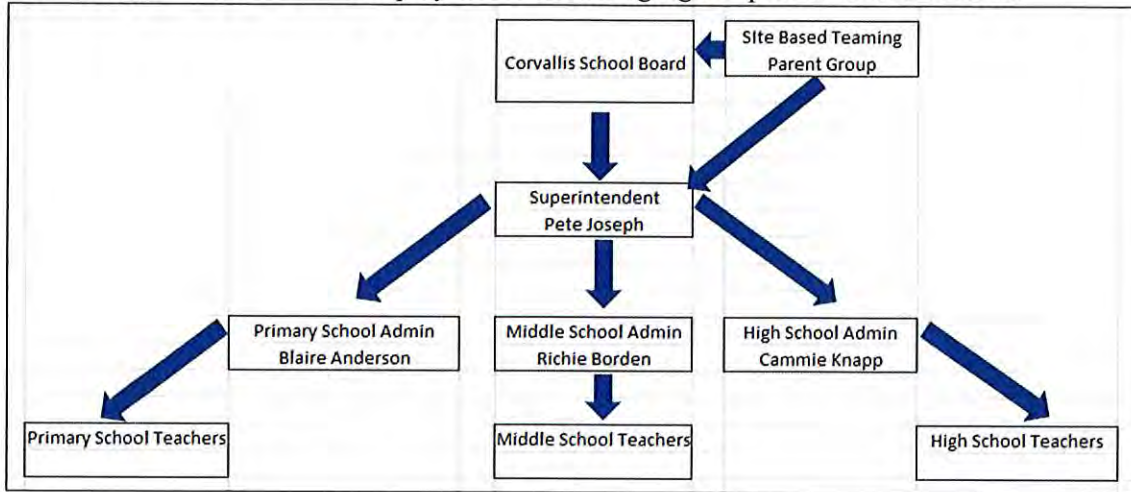 Corvallis School Board
SIte Based Teaming
Parent Group
Superintendent
Pete Joseph
Primary School Admin
Blaire Anderson
Middle School Admin
Richie Borden
High School Admin
Cammie Knapp
Primary School Teachers
Middle School Teachers
High School Teachers